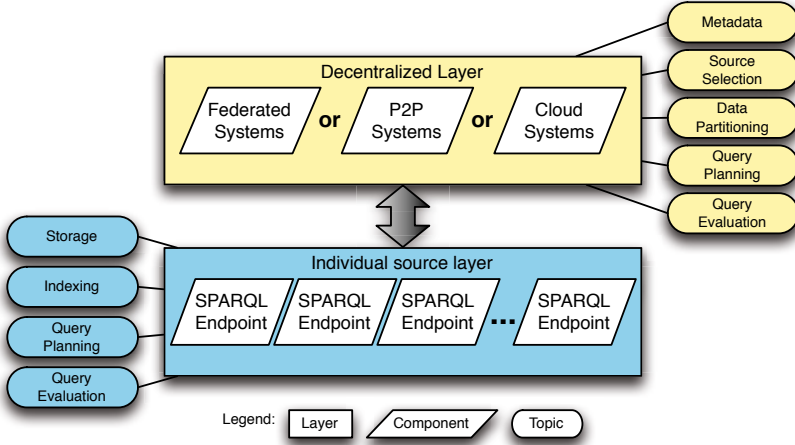 Metadata
Decentralized Layer
Source
Selection
Federated
Systems
or
P2P
Systems
or
Cloud
Systems
Data
Partitioning
Query
Planning
Query
Evaluation
Storage
Individual source layer
Indexing
SPARQL
Endpoint
SPARQL
Endpoint
SPARQL
Endpoint
...
SPARQL
Endpoint
Query
Planning
Query
Evaluation
Legend:
Layer
Component
Topic